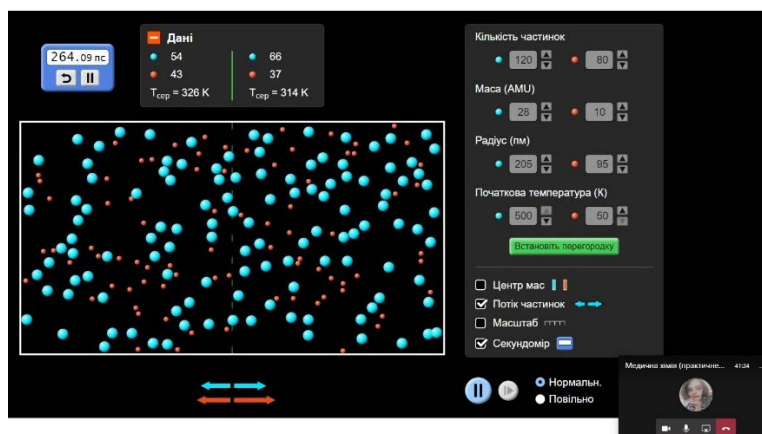 264.09 пс
Дані
54 66
43 37
Tсер = 326 K Tсер = 314 K
Кількість частинок
120 80
Маса (AMU)
28 10
Радіус (пм)
205 95
Початкова температура (K)
500 50
Встановіть перегородку
Центр мас
Потік частинок
Масштаб
Секундомір
Нормальн.
Повільно
Медична хімія (практичне... 41:24